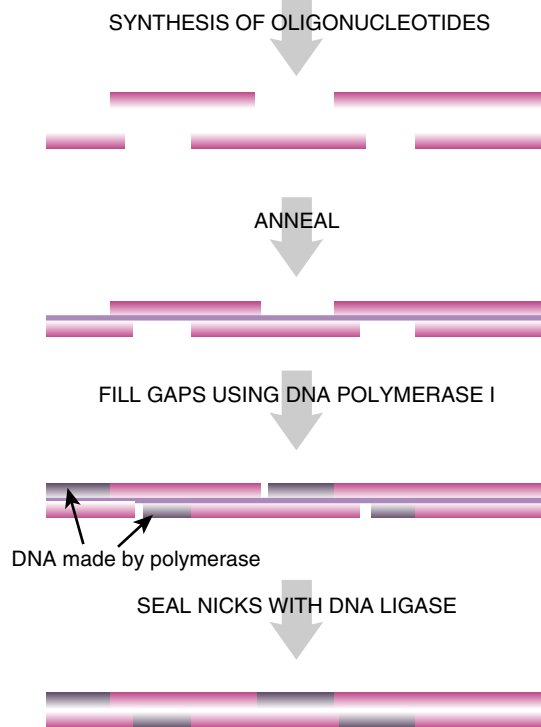 SYNTHESIS OF OLIGONUCLEOTIDES
ANNEAL
FILL GAPS USING DNA POLYMERASE I
DNA made by polymerase
SEAL NICKS WITH DNA LIGASE